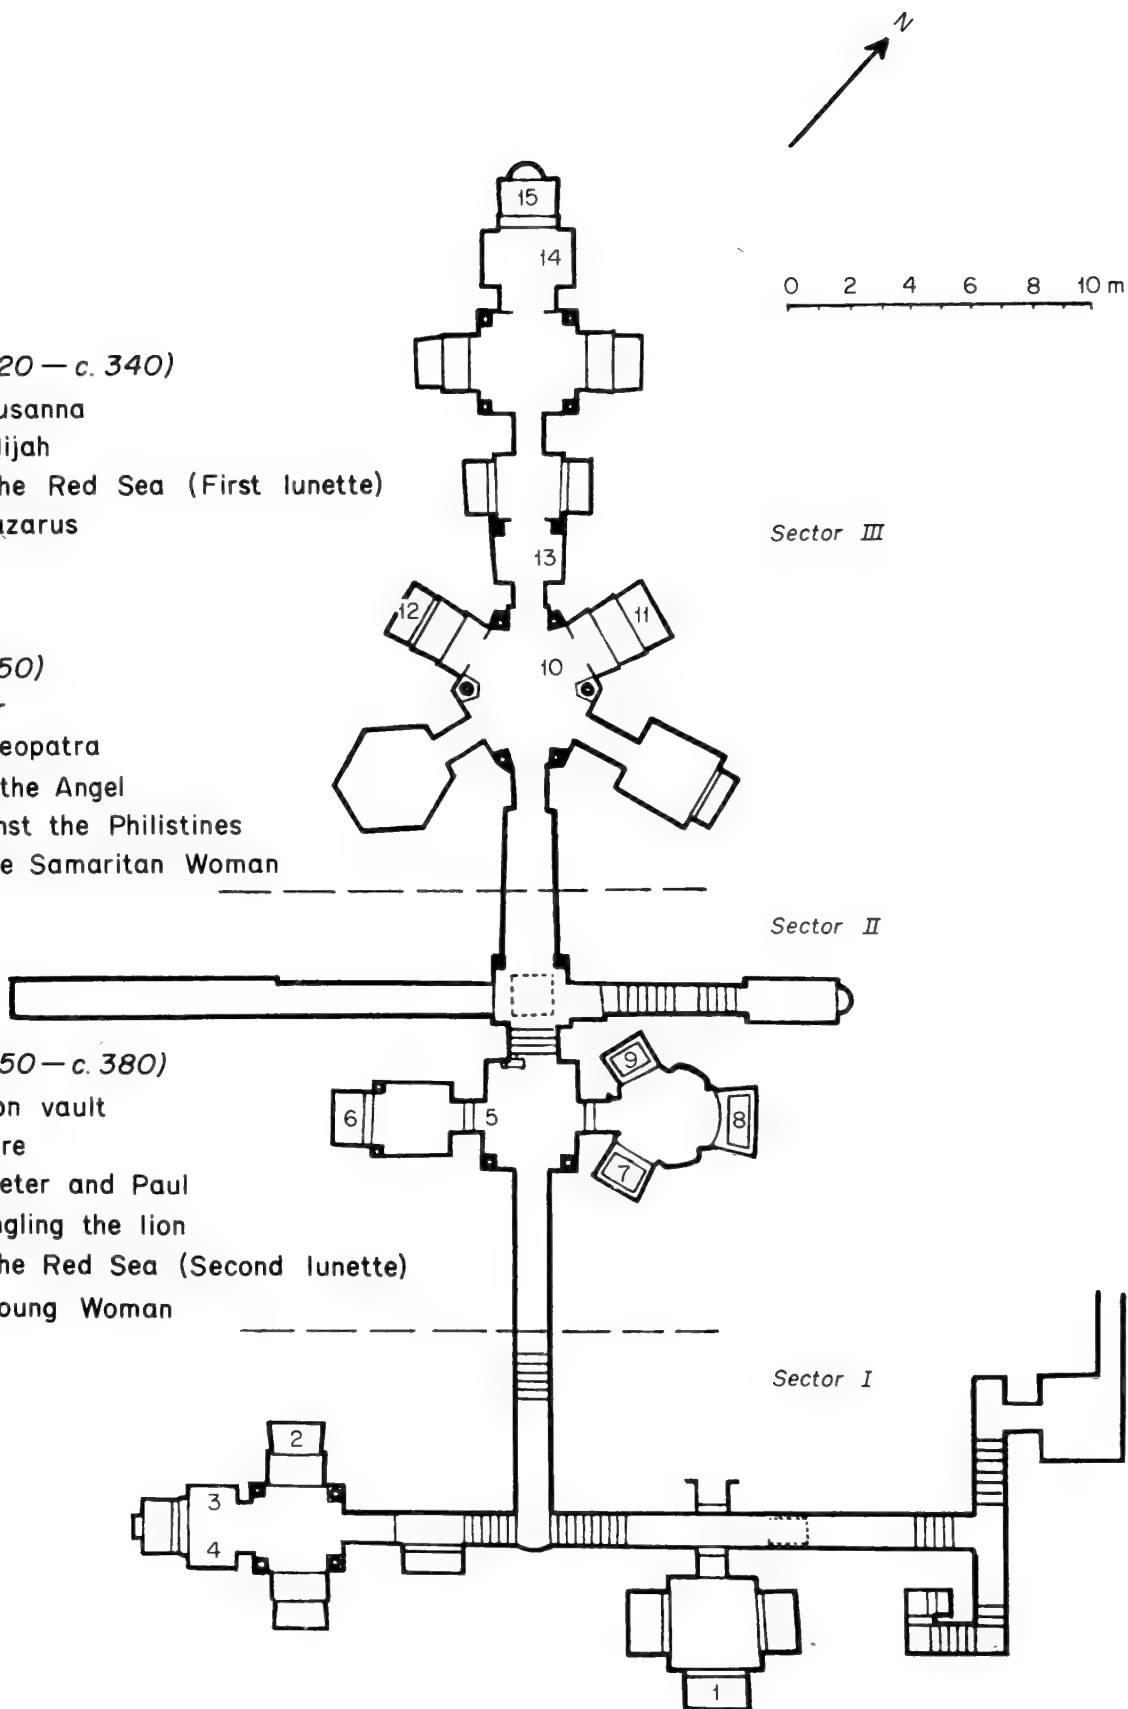 N
15
14
0 2 4 6 8 10 m
20 — c. 340)
usanna
lijah
he Red Sea (First lunette)
azarus
Sector III
13
12
11
10
50)
r
eopatra
the Angel
nst the Philistines
e Samaritan Woman
Sector II
50 — c. 380)
on vault
re
eter and Paul
ngling the lion
he Red Sea (Second lunette)
oung Woman
9
6
5
8
7
Sector I
2
3
4
1